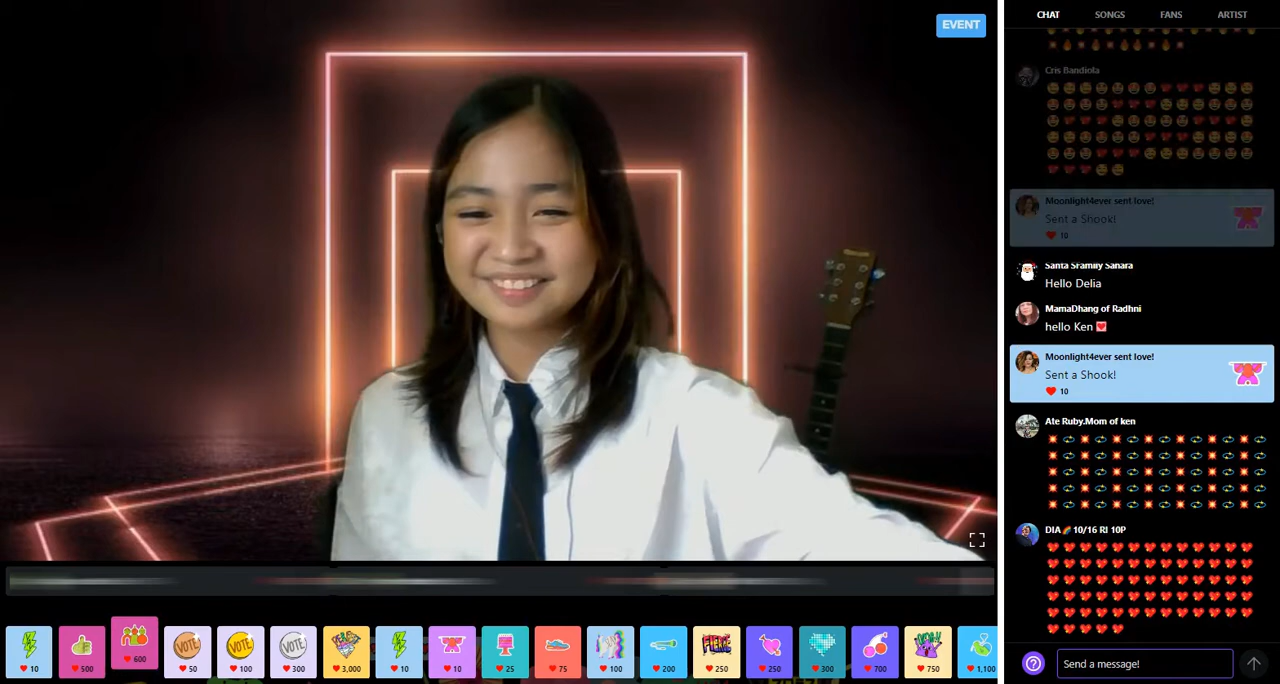 EVENT
CHAT SONGS FANS ARTIST
Cris Bandiola
Moonlight4ever sent love!
Sent a Shook!
10
Santa Sramily Sahara
Hello Delia
MamaDhang of Radhni
hello Ken
Moonlight4ever sent love!
Sent a Shook!
10
Ate Ruby.Mom of ken
DIA 10/16 RI 10P
VOTE VOTE VOTE FIERCE
10 500 600 50 100 300 3,000 10 10 25 75 100 200 250 250 300 700 750 1,100
Send a message!